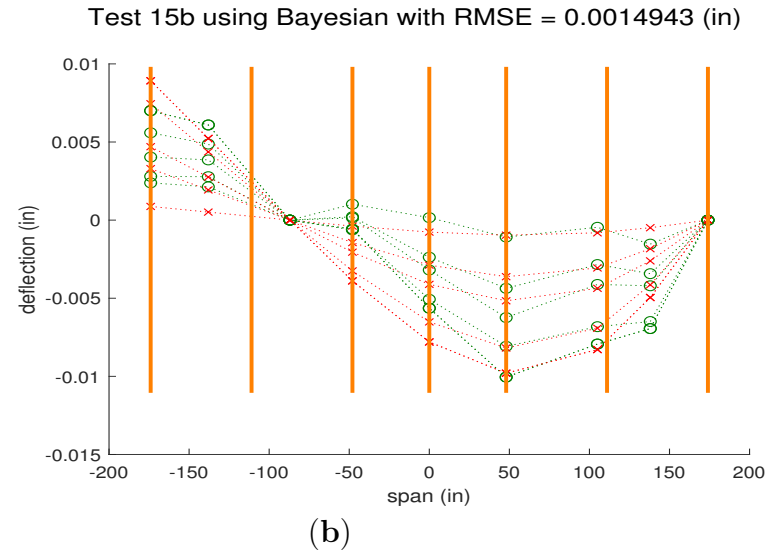 Test 15b using Bayesian with RMSE = 0.0014943 (in)
0.01
0.005
0
-0.005
-0.01
-0.015
deflection (in)
-200 -150 -100 -50 0 50 100 150 200
span (in)
(b)